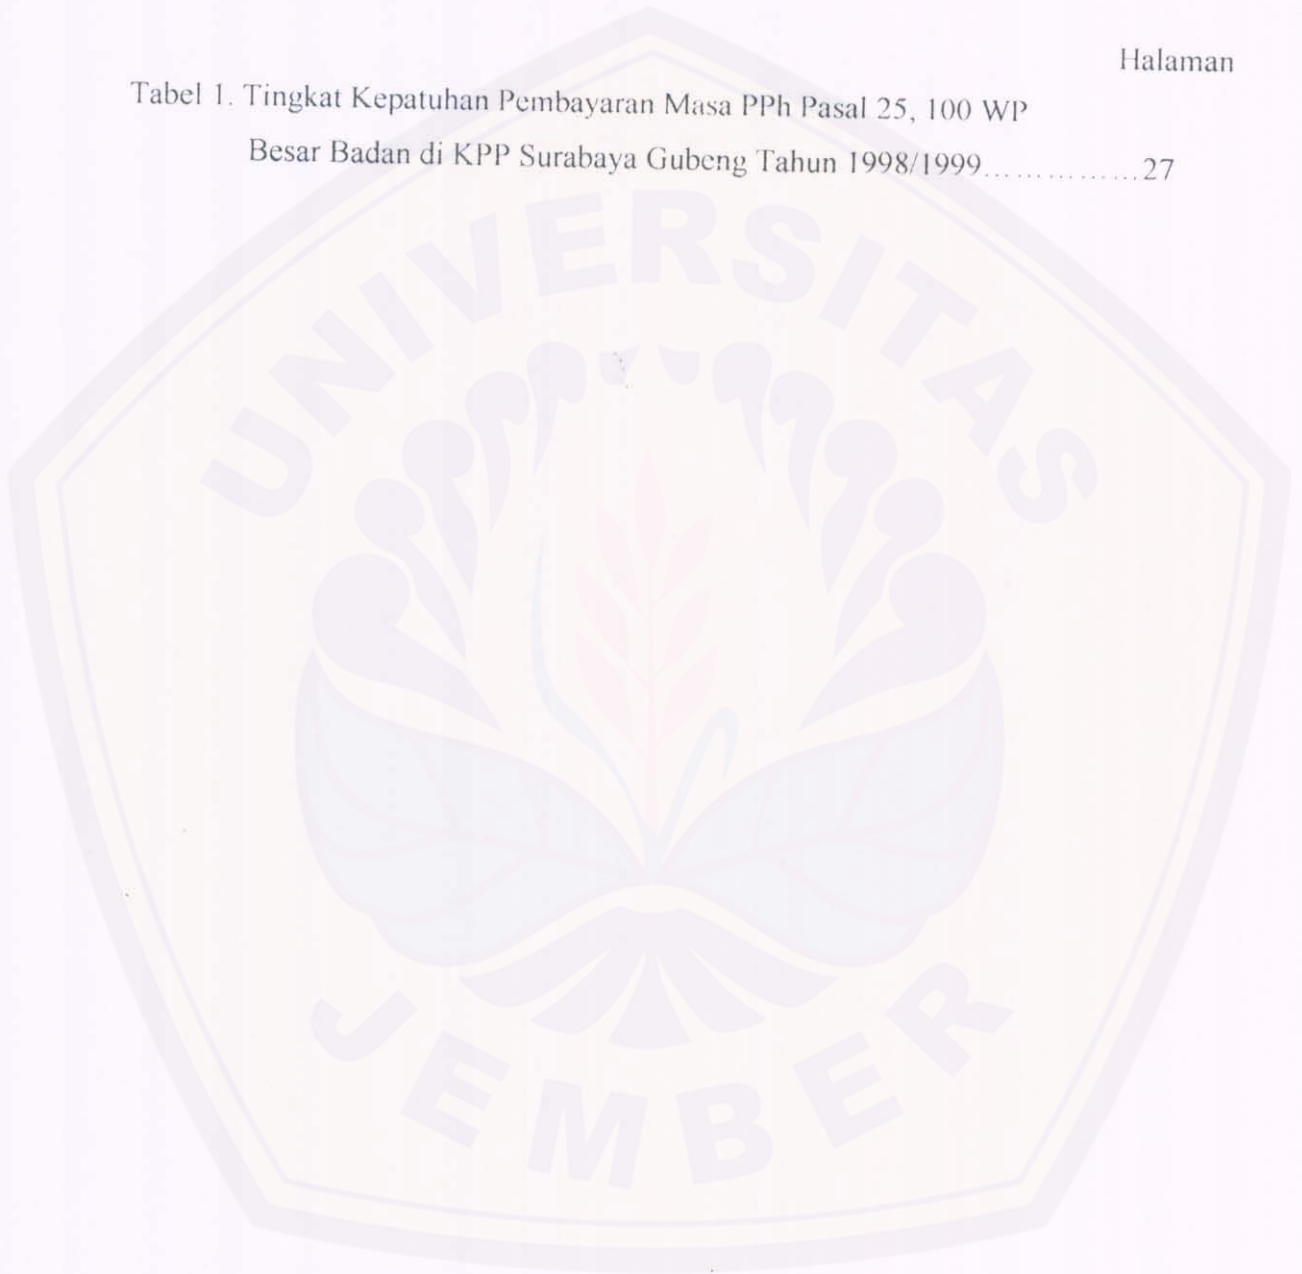 Halaman
Tabel 1. Tingkat Kepatuhan Pembayaran Masa PPh Pasal 25, 100 WP
Besar Badan di KPP Surabaya Gubeng Tahun 1998/1999...............27
UNIVERSITAS
JEMBER